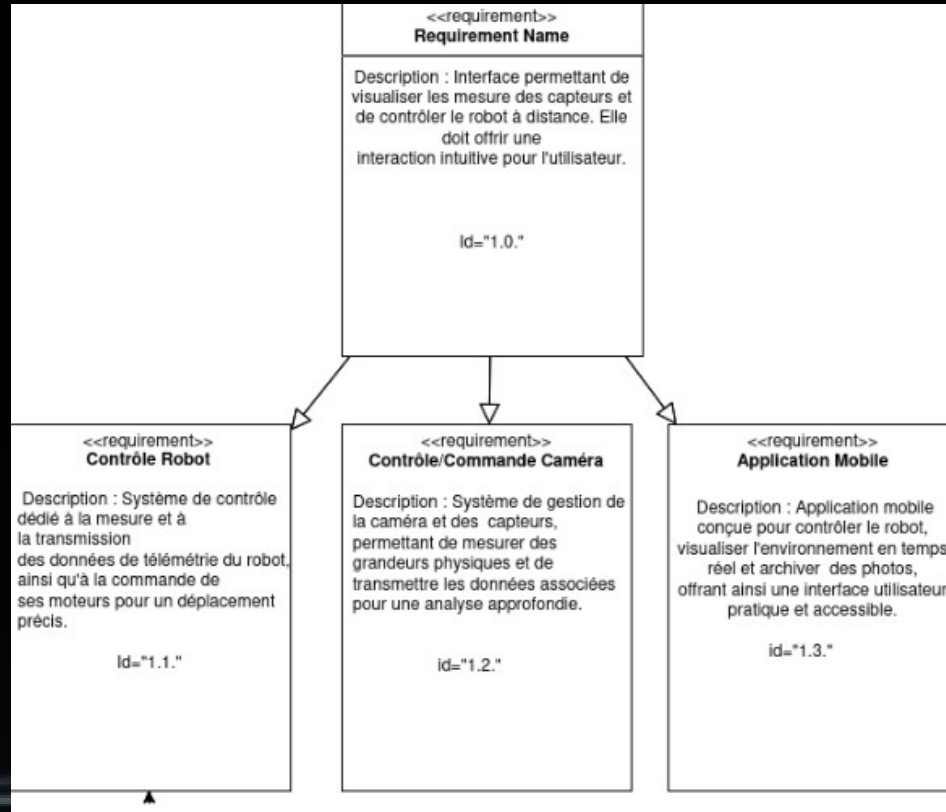 <<requirement>>
Requirement Name
Description : Interface permettant de
visualiser les mesure des capteurs et
de contrôler le robot à distance. Elle
doit offrir une
interaction intuitive pour l'utilisateur.
Id="1.0."
<<requirement>>
Contrôle Robot
Description : Système de contrôle
dédié à la mesure et à
la transmission
des données de télémétrie du robot,
ainsi qu'à la commande de
ses moteurs pour un déplacement
précis.
Id="1.1."
<<requirement>>
Contrôle/Commande Caméra
Description : Système de gestion de
la caméra et des capteurs,
permettant de mesurer des
grandeurs physiques et de
transmettre les données associées
pour une analyse approfondie.
id="1.2."
<<requirement>>
Application Mobile
Description : Application mobile
conçue pour contrôler le robot,
visualiser l'environnement en temps
réel et archiver des photos,
offrant ainsi une interface utilisateur
pratique et accessible.
id="1.3."